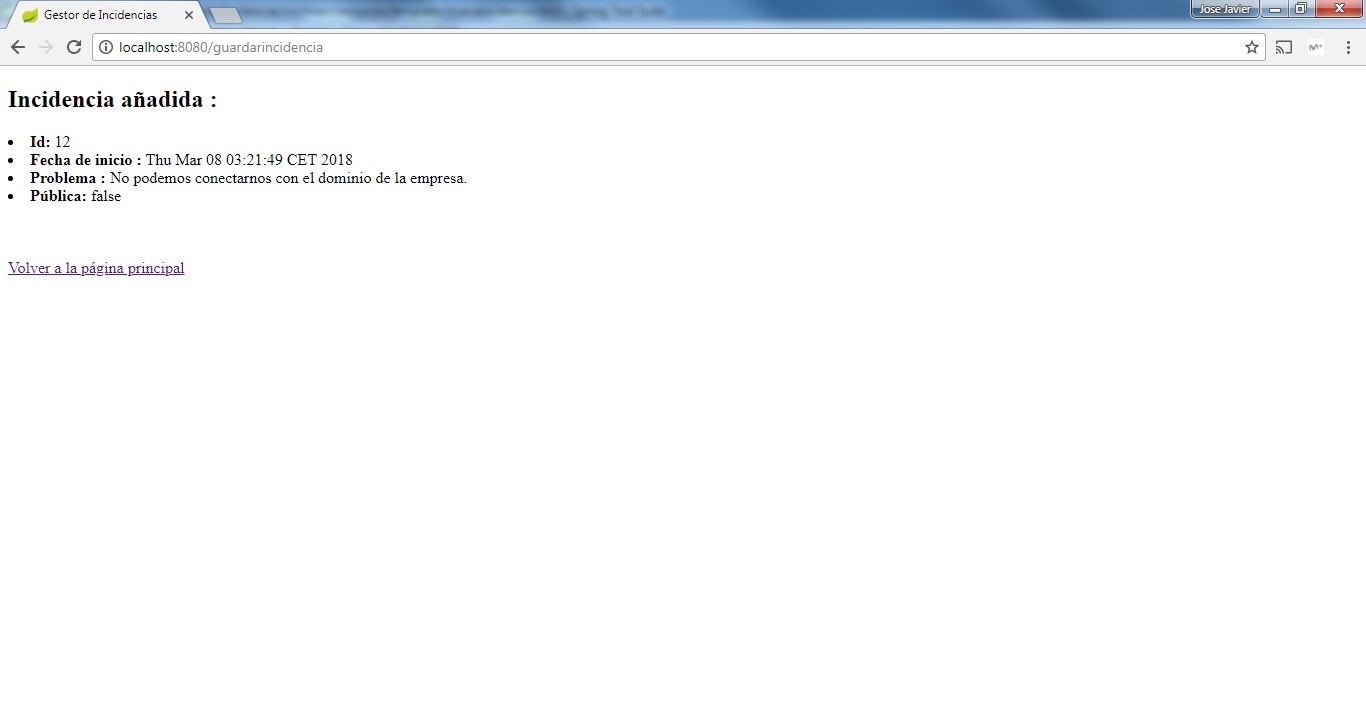 Gestor de Incidencias
Jose Javier
localhost:8080/guardarincidencia
Incidencia añadida :
Id: 12
Fecha de inicio : Thu Mar 08 03:21:49 CET 2018
Problema : No podemos conectarnos con el dominio de la empresa.
Pública: false
Volver a la página principal